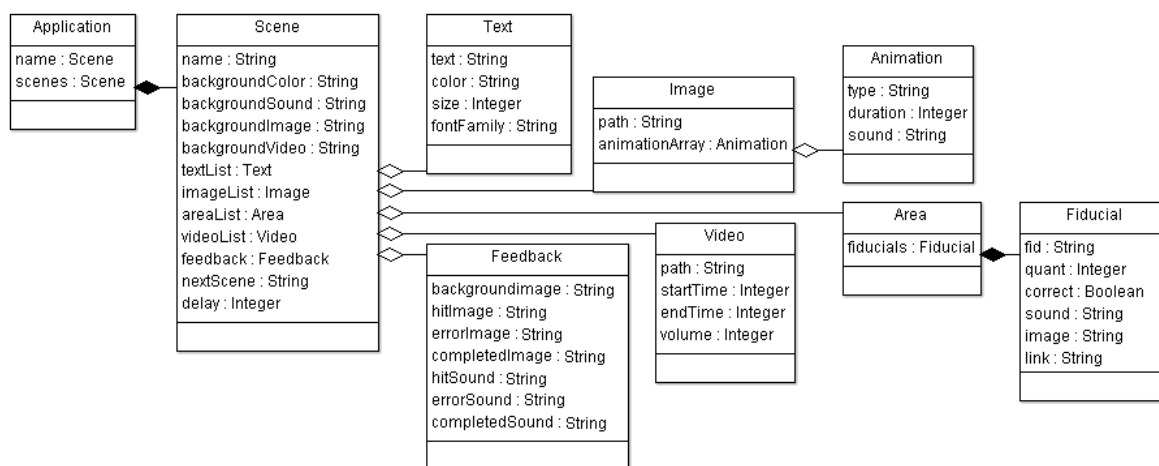 Application
name : Scene
scenes : Scene
Scene
name : String
backgroundColor : String
backgroundSound : String
backgroundImage : String
backgroundVideo : String
textList : Text
imageList : Image
areaList : Area
videoList : Video
feedback : Feedback
nextScene : String
delay : Integer
Text
text : String
color : String
size : Integer
fontFamily : String
Image
path : String
animationArray : Animation
Animation
type : String
duration : Integer
sound : String
Feedback
backgroundimage : String
hitImage : String
errorImage : String
completedImage : String
hitSound : String
errorSound : String
completedSound : String
Video
path : String
startTime : Integer
endTime : Integer
volume : Integer
Area
fiducials : Fiducial
Fiducial
fid : String
quant : Integer
correct : Boolean
sound : String
image : String
link : String